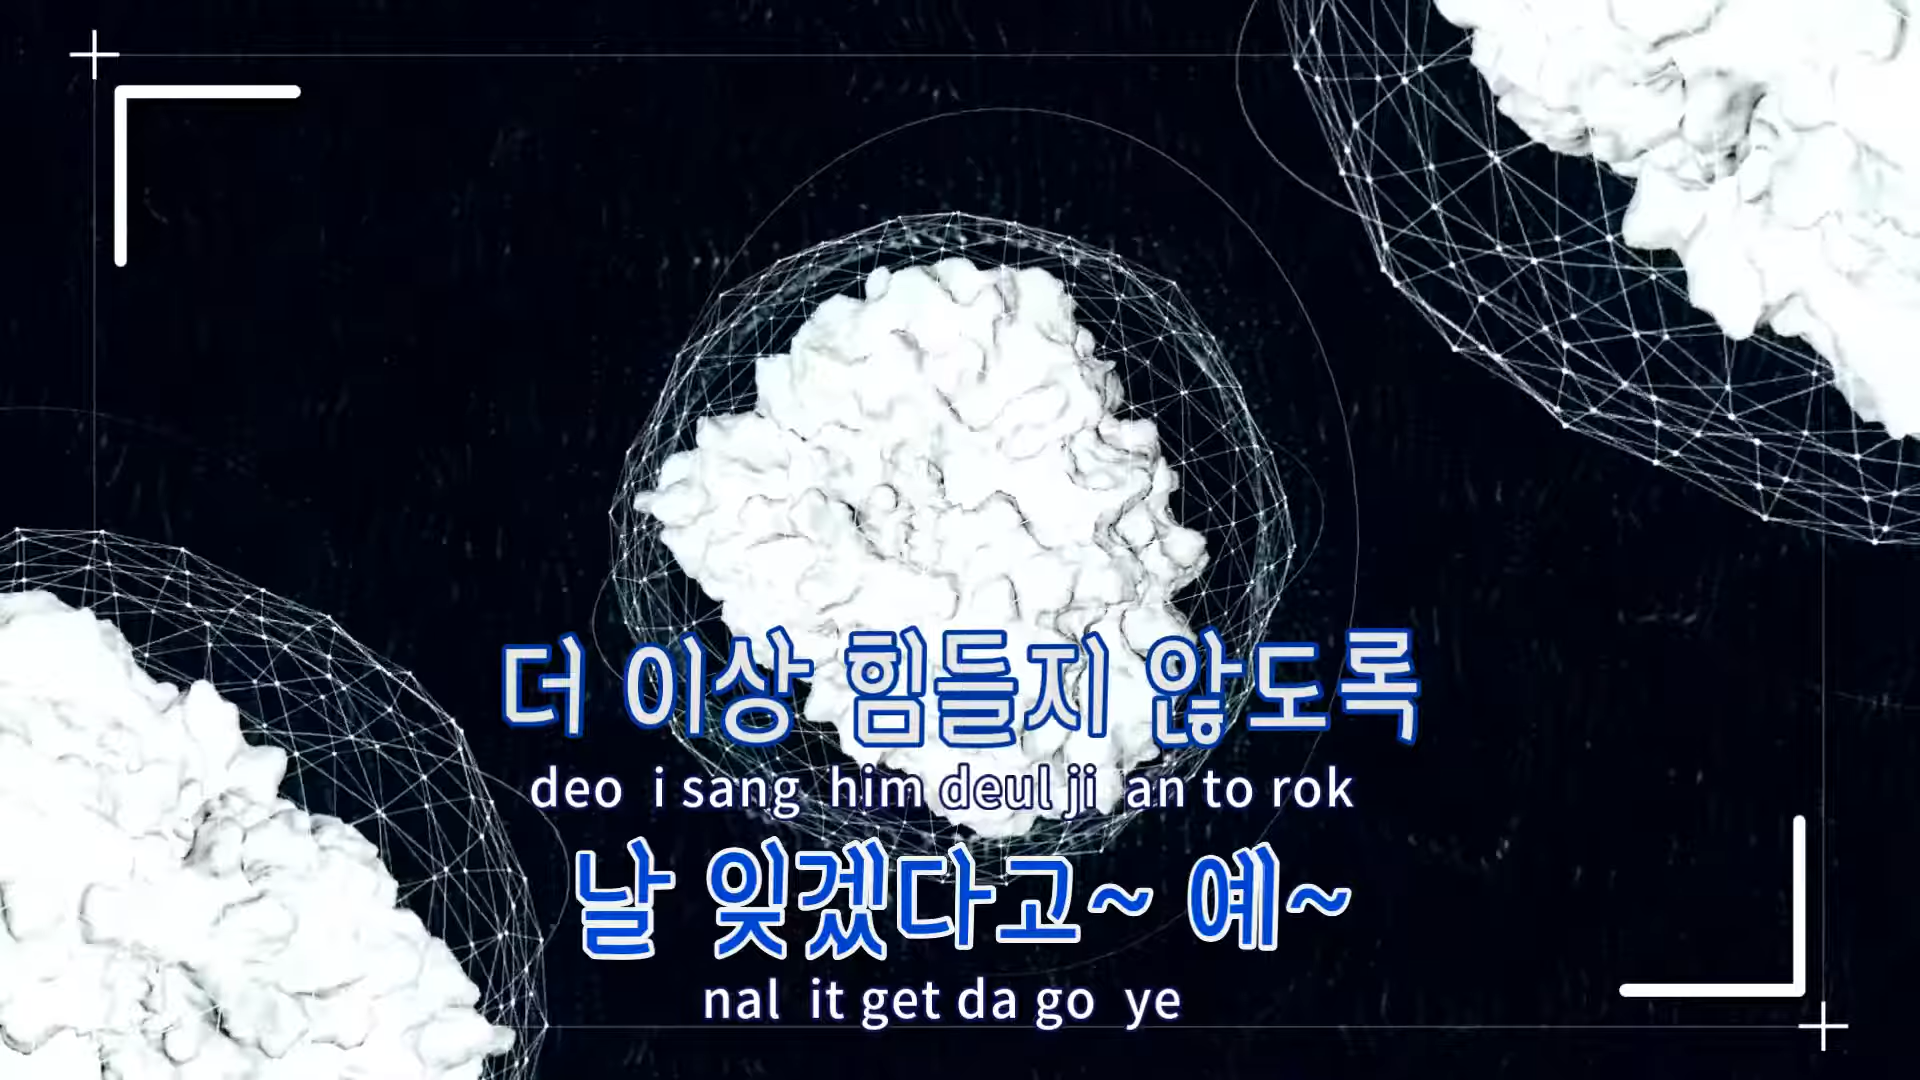 더 이상 힘들지 않도록
deo i sang him deul ji an to rok
날 잊겠다고~ 예~
nal it get da go ye